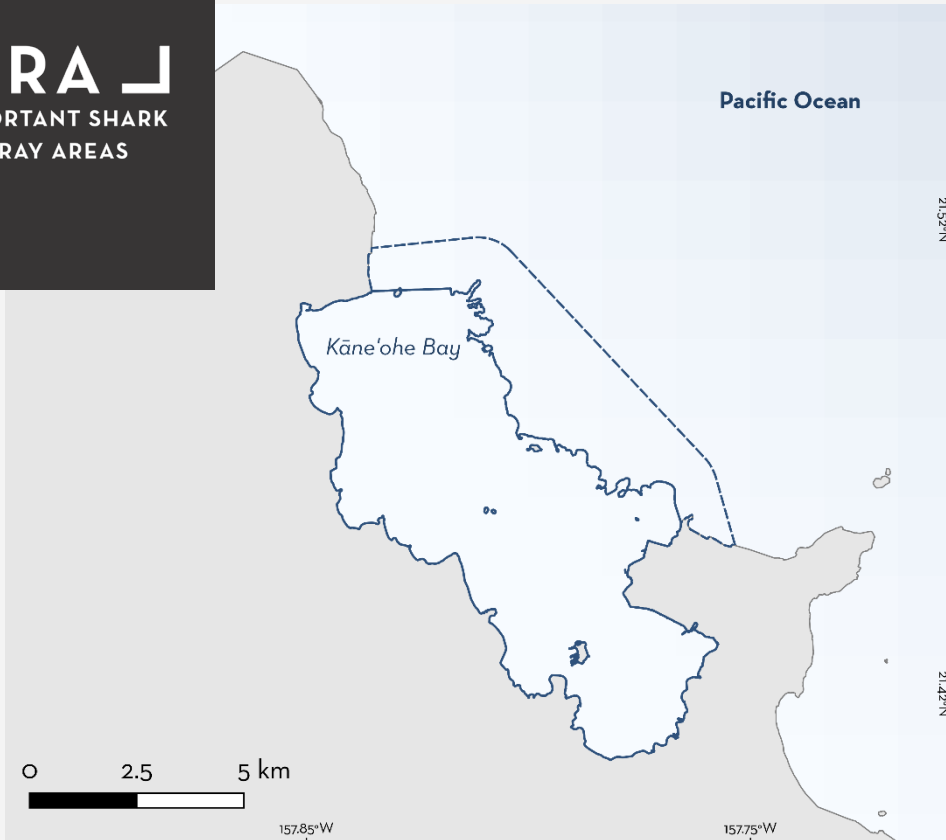 RA
ORTANT SHARK
RAY AREAS
Pacific Ocean
21.52°N
Kāne'ohe Bay
21.42°N
0 2.5 5 km
157.85°W 157.75°W